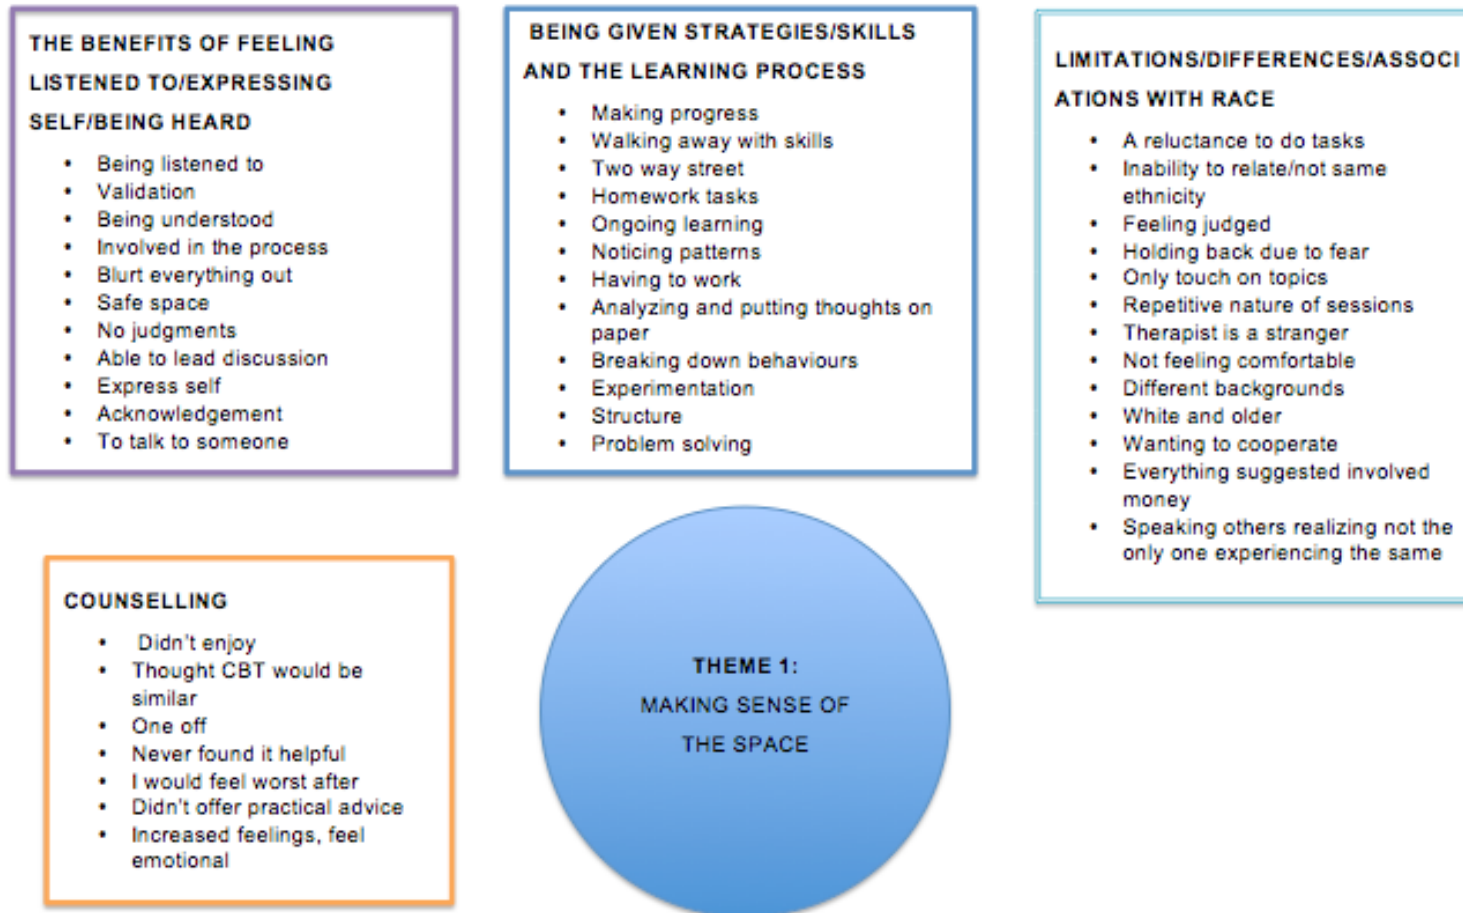 THE BENEFITS OF FEELING
LISTENED TO/EXPRESSING
SELF/BEING HEARD
• Being listened to
• Validation
• Being understood
• Involved in the process
• Blurt everything out
• Safe space
• No judgments
• Able to lead discussion
• Express self
• Acknowledgement
• To talk to someone
BEING GIVEN STRATEGIES/SKILLS
AND THE LEARNING PROCESS
• Making progress
• Walking away with skills
• Two way street
• Homework tasks
• Ongoing learning
• Noticing patterns
• Having to work
• Analyzing and putting thoughts on
paper
• Breaking down behaviours
• Experimentation
• Structure
• Problem solving
LIMITATIONS/DIFFERENCES/ASSOCI
ATIONS WITH RACE
• A reluctance to do tasks
• Inability to relate/not same
ethnicity
• Feeling judged
• Holding back due to fear
• Only touch on topics
• Repetitive nature of sessions
• Therapist is a stranger
• Not feeling comfortable
• Different backgrounds
• White and older
• Wanting to cooperate
• Everything suggested involved
money
• Speaking others realizing not the
only one experiencing the same
COUNSELLING
• Didn't enjoy
• Thought CBT would be
similar
• One off
• Never found it helpful
• I would feel worst after
• Didn't offer practical advice
• Increased feelings, feel
emotional
THEME 1:
MAKING SENSE OF
THE SPACE